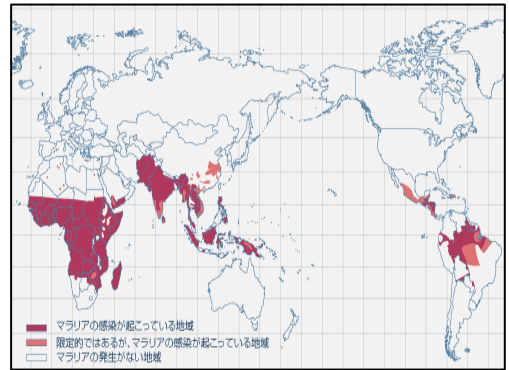 マラリアの感染が起こっている地域
限定的ではあるが、マラリアの感染が起こっている地域
マラリアの発生がない地域